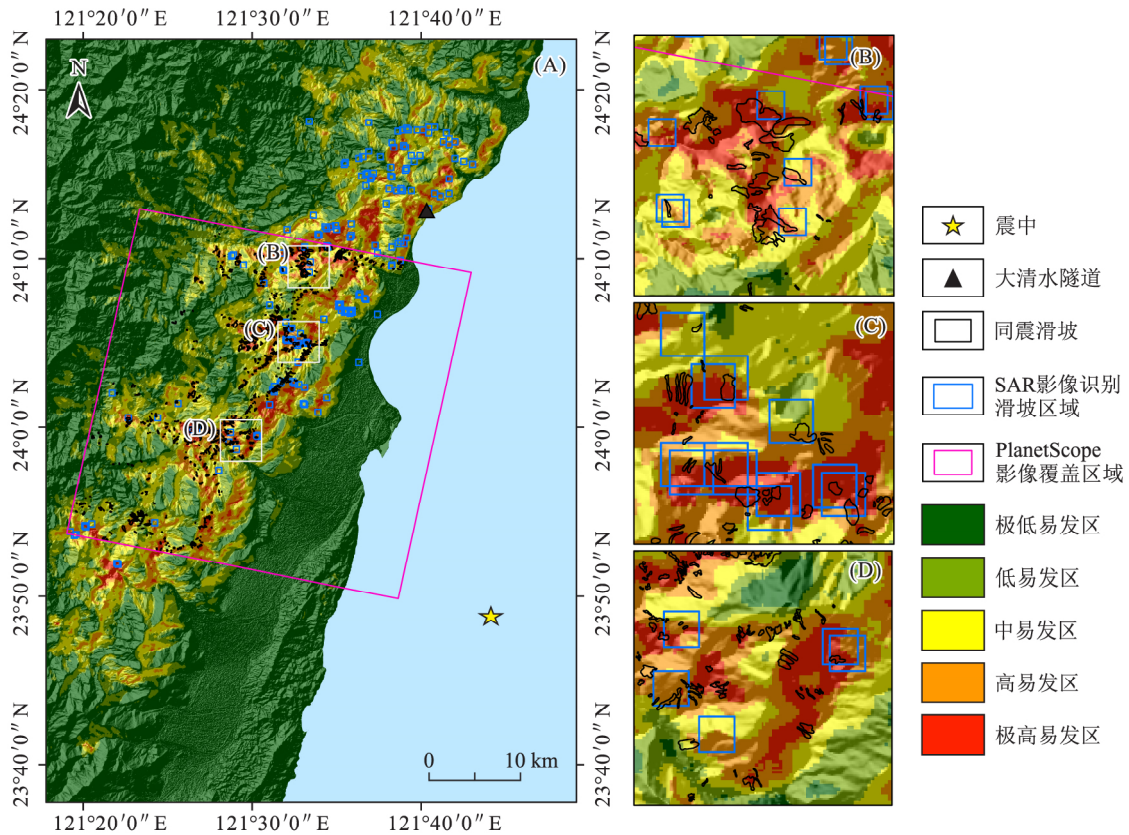 121°20′0″ E 121°30′0″ E 121°40′0″ E
24°20′0″ N
24°10′0″ N
24°0′0″ N
23°50′0″ N
23°40′0″ N
N
(A)
(B)
(C)
(D)
0 10 km
121°20′0″ E 121°30′0″ E 121°40′0″ E
24°20′0″ N
24°10′0″ N
24°0′0″ N
23°50′0″ N
23°40′0″ N
(B)
(C)
(D)
震中
大清水隧道
同震滑坡
SAR影像识别
滑坡区域
PlanetScope
影像覆盖区域
极低易发区
低易发区
中易发区
高易发区
极高易发区